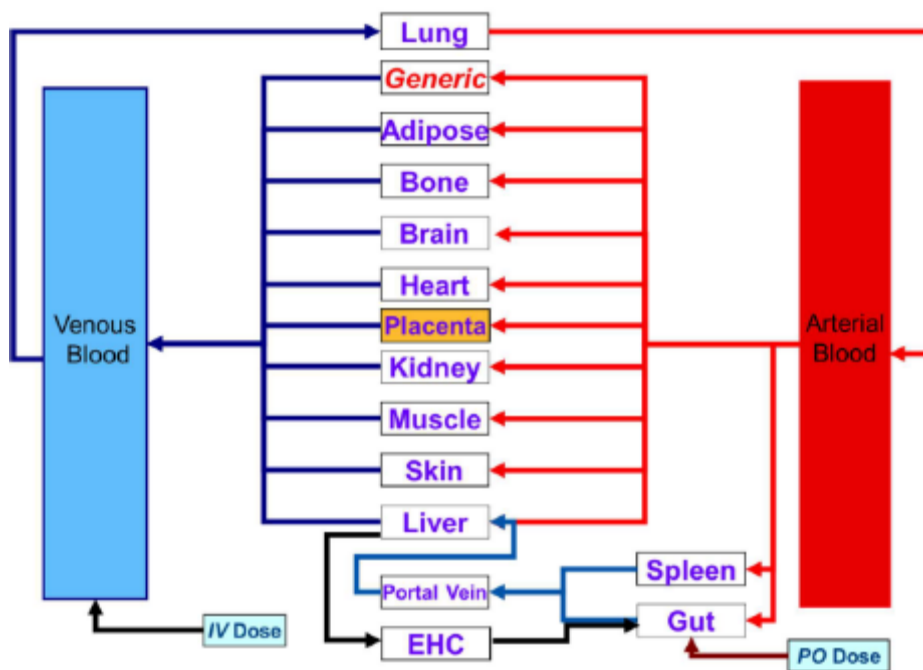 Lung
Generic
Adipose
Bone
Brain
Heart
Placenta
Kidney
Muscle
Skin
Liver
Portal Vein
EHC
Venous
Blood
IV Dose
Arterial
Blood
Spleen
Gut
PO Dose